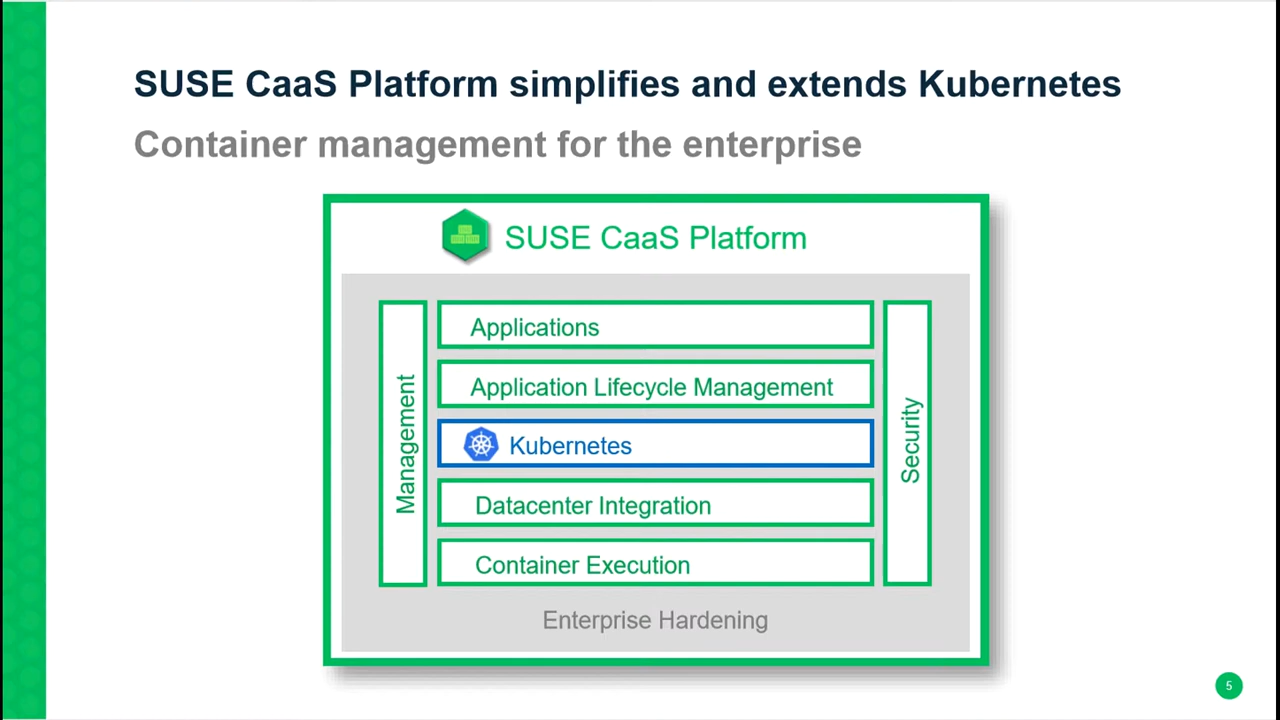 SUSE CaaS Platform simplifies and extends Kubernetes
Container management for the enterprise
SUSE CaaS Platform
Management
Applications
Application Lifecycle Management
Kubernetes
Datacenter Integration
Container Execution
Security
Enterprise Hardening
5